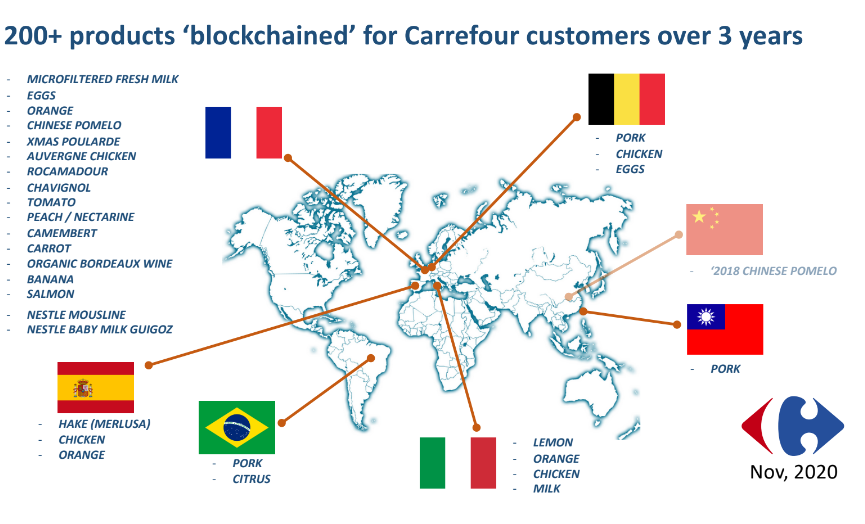 200+ products ‘blockchained’ for Carrefour customers over 3 years
- MICROFILTERED FRESH MILK
- EGGS
- ORANGE
- CHINESE POMELO
- XMAS POULARDE
- AUVERGNE CHICKEN
- ROCAMADOUR
- CHAVIGNOL
- TOMATO
- PEACH / NECTARINE
- CAMEMBERT
- CARROT
- ORGANIC BORDEAUX WINE
- BANANA
- SALMON
- NESTLE MOUSLINE
- NESTLE BABY MILK GUIGOZ
- PORK
- CHICKEN
- EGGS
- ‘2018 CHINESE POMELO
- PORK
- HAKE (MERLUSA)
- CHICKEN
- ORANGE
- PORK
- CITRUS
- LEMON
- ORANGE
- CHICKEN
- MILK
Nov, 2020